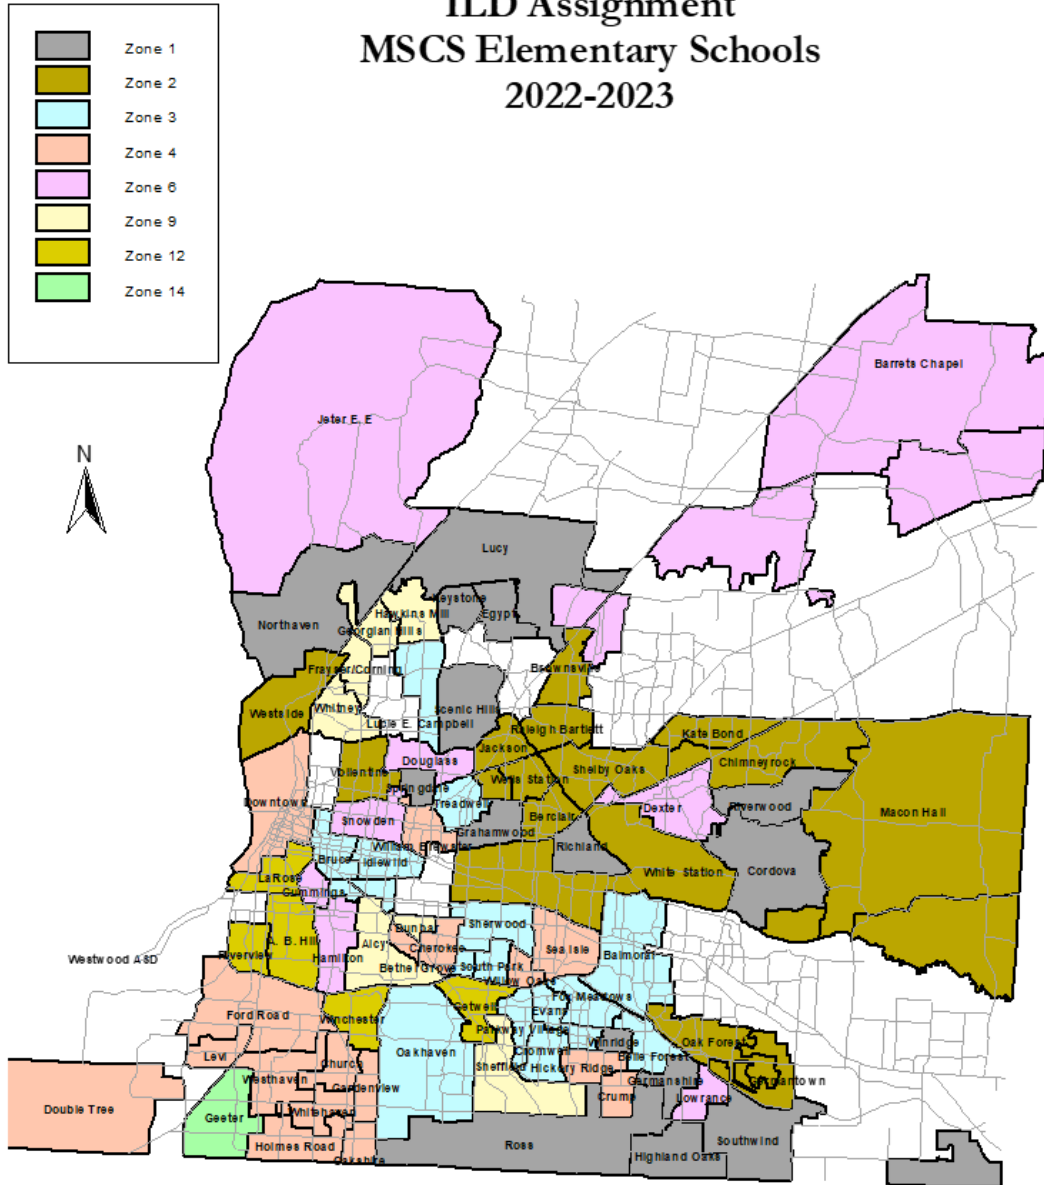 ILD Assignment
MSCS Elementary Schools
2022-2023
Zone 1
Zone 2
Zone 3
Zone 4
Zone 6
Zone 9
Zone 12
Zone 14
N
Barrets Chapel
Jeter E. E
Lucy
Keystone
Hawkins Mill
Egypt
Northaven
Georgian Hills
Frayser/Corning
Brownsville
Westside
Whitney
Scenic Hills
Lucie E. Campbell
Raleigh Bartlett
Kate Bond
Jackson
Douglass
Chimneyrock
Vollentine
Shelby Oaks
Wells Station
Springdale
Downtown
Treadwell
Dexter
Riverwood
Macon Hall
Snowden
Berclair
Grahamwood
William Brewster
Richland
Bruce
Idlewild
White Station
Cordova
LaRose
Cummings
Dunbar
Sherwood
A. B. Hill
Alcy
Cherokee
Sea Isle
Riverview
Hamilton
Balmoral
Westwood ASD
Bethel Grove
South Park
Willow Oaks
Fox Meadows
Getwell
Evans
Ford Road
Winchester
Parkway Village
Winridge
Oak Forest
Levi
Oakhaven
Cromwell
Belle Forest
Church
Sheffield
Hickory Ridge
Westhaven
Germanshire
Germantown
Gardenview
Crump
Lowrance
Double Tree
Geeter
Whitehaven
Southwind
Holmes Road
Ross
Highland Oaks
Oakshire